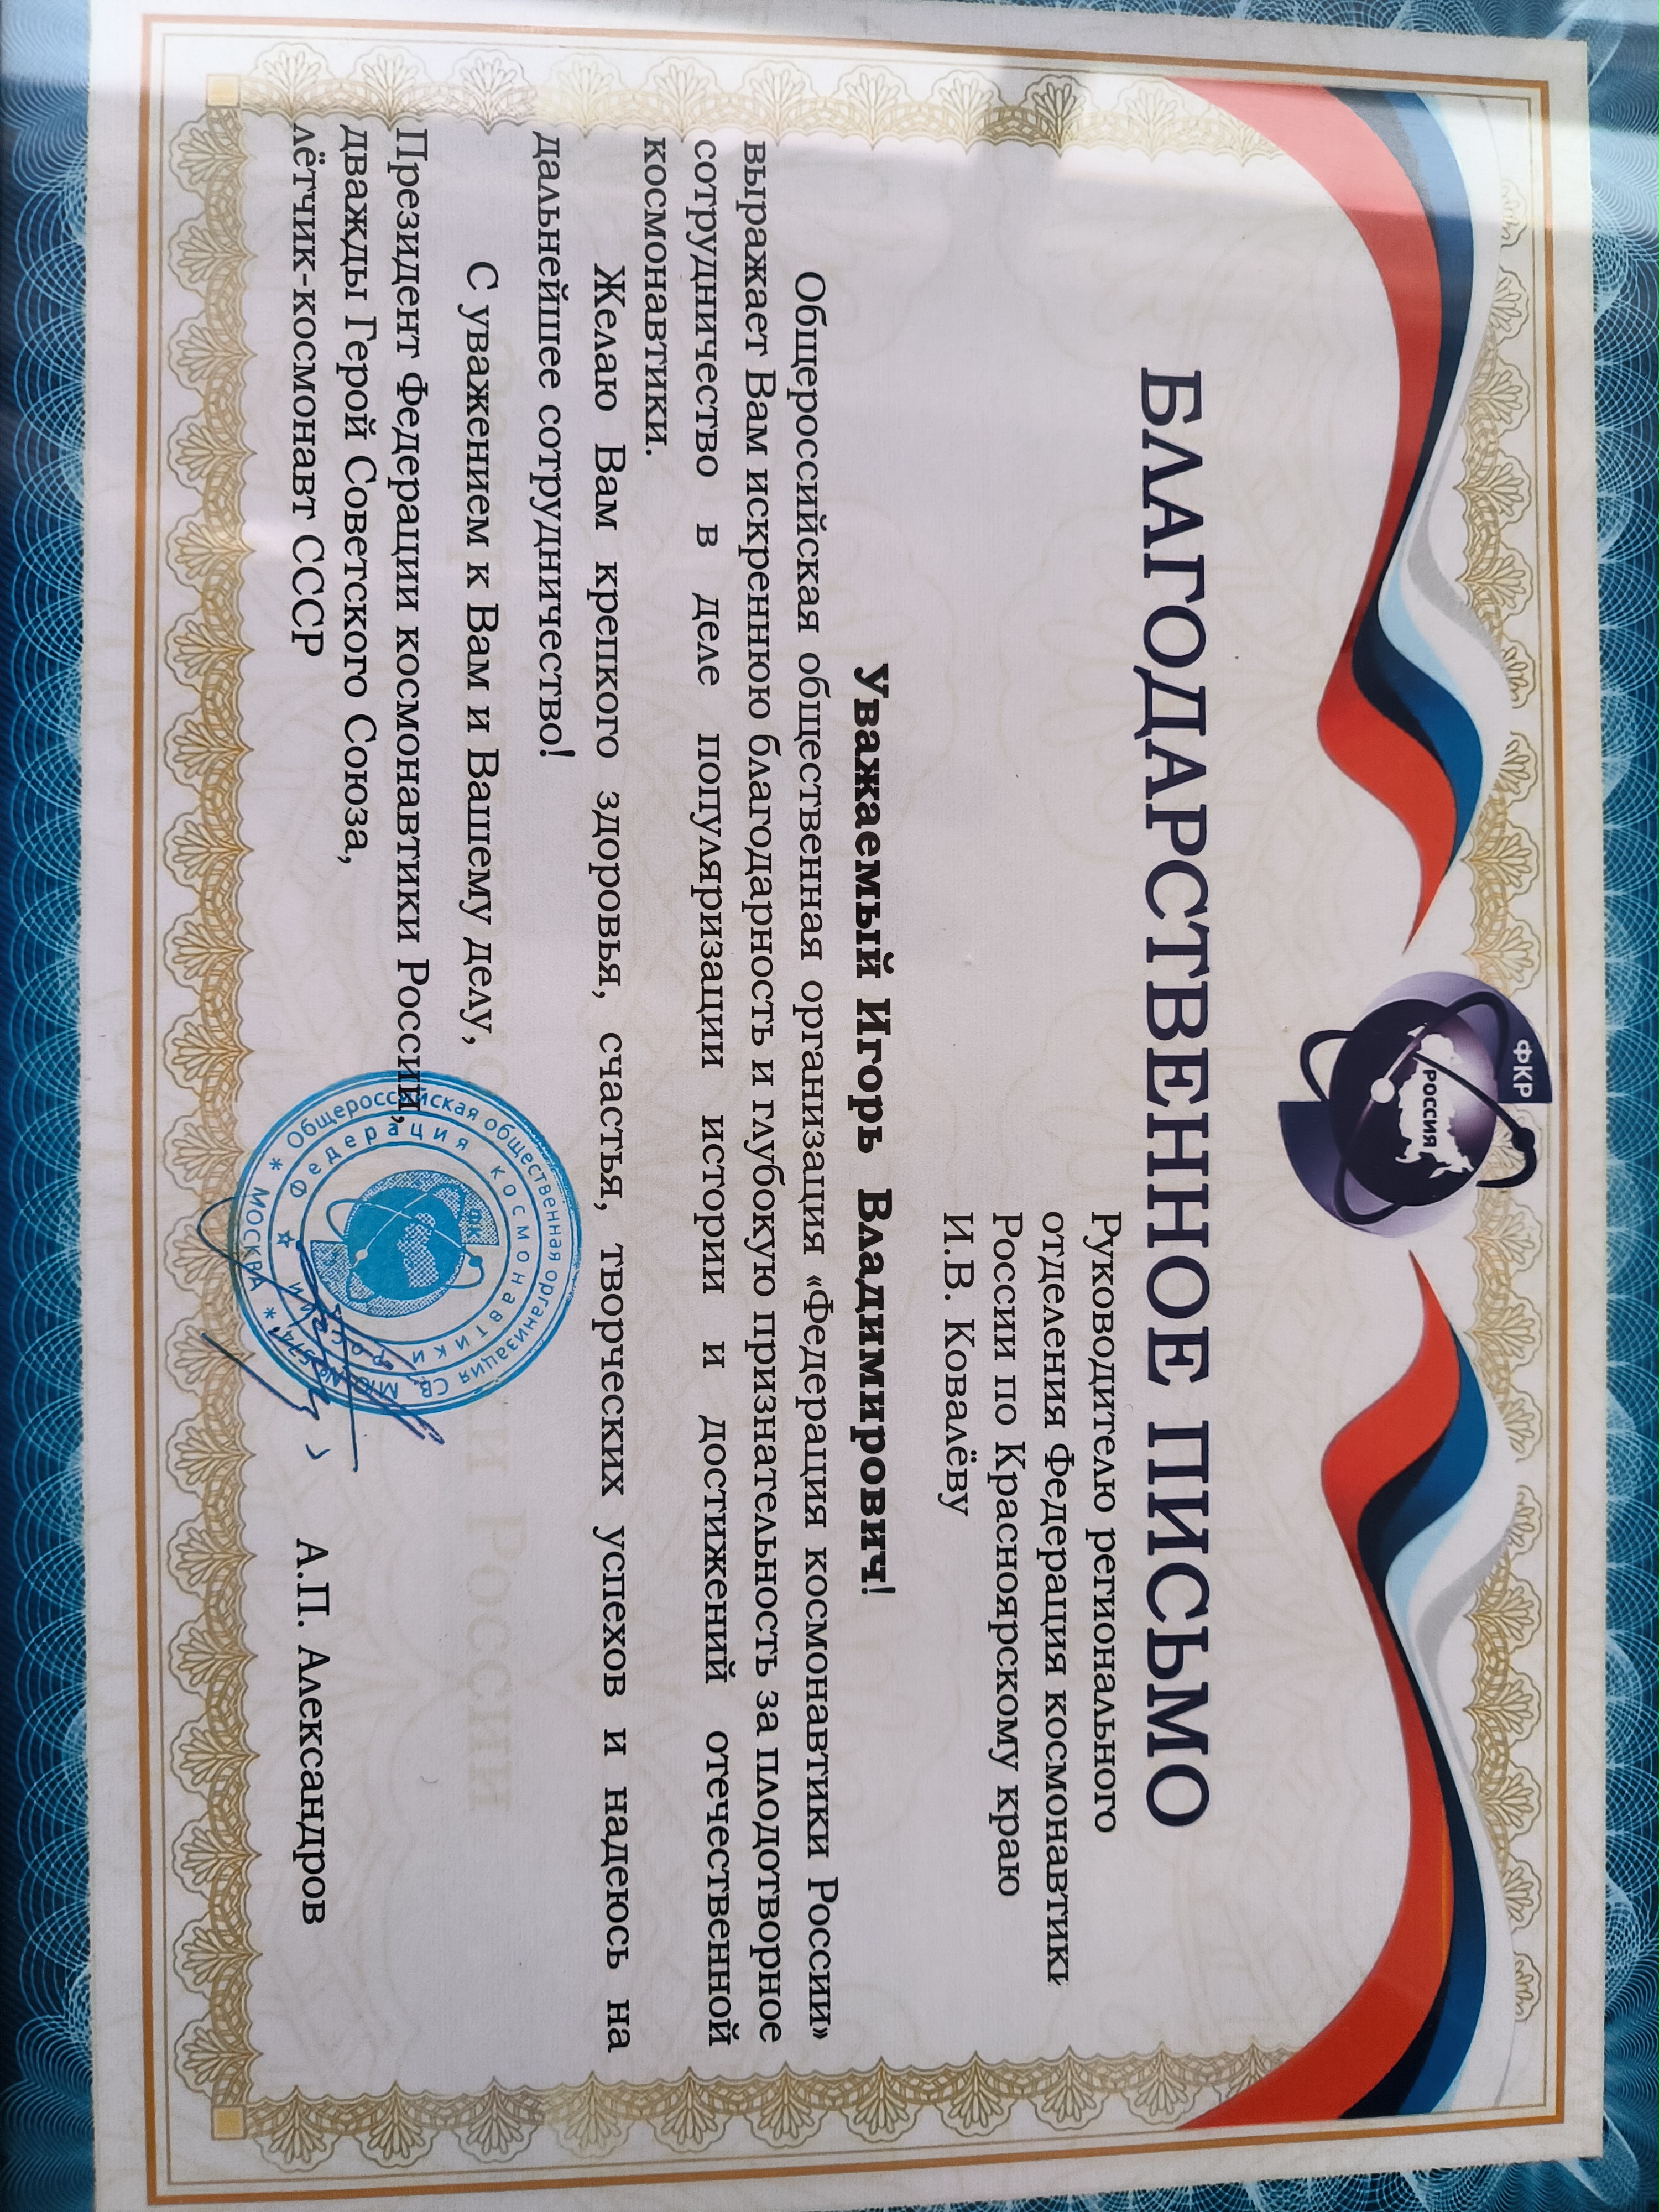 ФКР
РОССИЯ
БЛАГОДАРСТВЕННОЕ ПИСЬМО
Руководителю регионального
отделения Федерация космонавтики
России по Красноярскому краю
И.В. Ковалёву
Уважаемый Игорь Владимирович!
Общероссийская общественная организация «Федерация космонавтики России»
выражает Вам искреннюю благодарность и глубокую признательность за плодотворное
сотрудничество в деле популяризации истории и достижений отечественной
космонавтики.
Желаю Вам крепкого здоровья, счастья, творческих успехов и надеюсь на
дальнейшее сотрудничество!
С уважением к Вам и Вашему делу,
Президент Федерации космонавтики России,
дважды Герой Советского Союза,
лётчик-космонавт СССР
А.П. Александров
Общероссийская общественная организация СВ. МЮ
Федерация космонавтики
* МОСКВА *
России